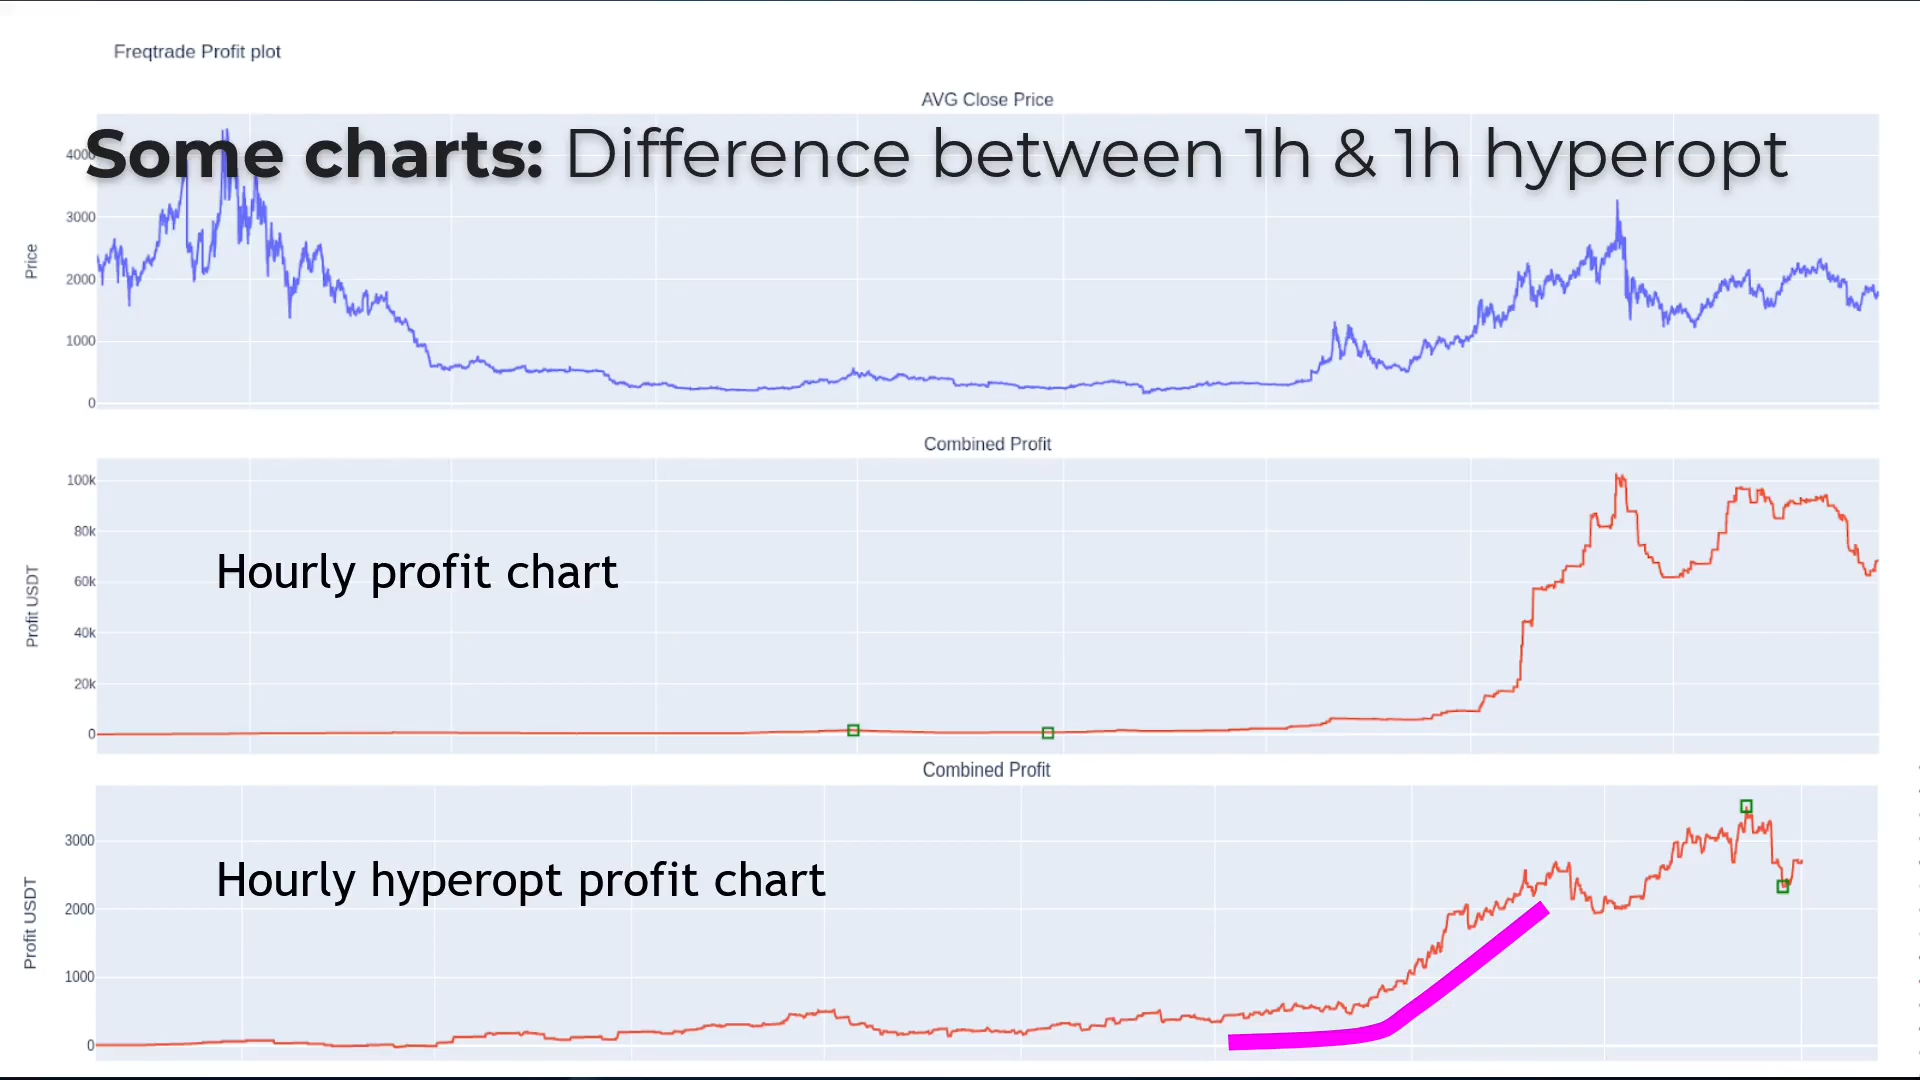 Freqtrade Profit plot
AVG Close Price
Some charts: Difference between 1h & 1h hyperopt
4000
3000
2000
1000
0
Price
Combined Profit
100k
80k
60k
40k
20k
0
Profit USDT
Hourly profit chart
Combined Profit
3000
2000
1000
0
Profit USDT
Hourly hyperopt profit chart